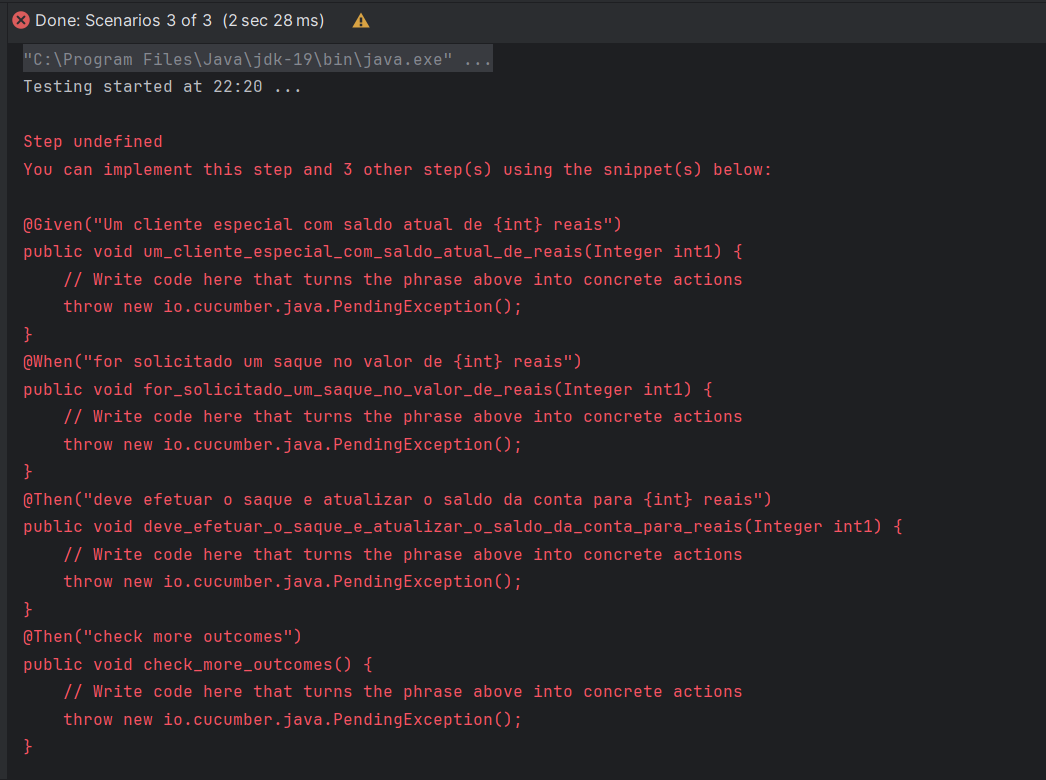 Done: Scenarios 3 of 3 (2 sec 28 ms)
"C:\Program Files\Java\jdk-19\bin\java.exe" ...
Testing started at 22:20 ...
Step undefined
You can implement this step and 3 other step(s) using the snippet(s) below:
@Given("Um cliente especial com saldo atual de {int} reais")
public void um_cliente_especial_com_saldo_atual_de_reais(Integer int1) {
    // Write code here that turns the phrase above into concrete actions
    throw new io.cucumber.java.PendingException();
}
@When("for solicitado um saque no valor de {int} reais")
public void for_solicitado_um_saque_no_valor_de_reais(Integer int1) {
    // Write code here that turns the phrase above into concrete actions
    throw new io.cucumber.java.PendingException();
}
@Then("deve efetuar o saque e atualizar o saldo da conta para {int} reais")
public void deve_efetuar_o_saque_e_atualizar_o_saldo_da_conta_para_reais(Integer int1) {
    // Write code here that turns the phrase above into concrete actions
    throw new io.cucumber.java.PendingException();
}
@Then("check more outcomes")
public void check_more_outcomes() {
    // Write code here that turns the phrase above into concrete actions
    throw new io.cucumber.java.PendingException();
}